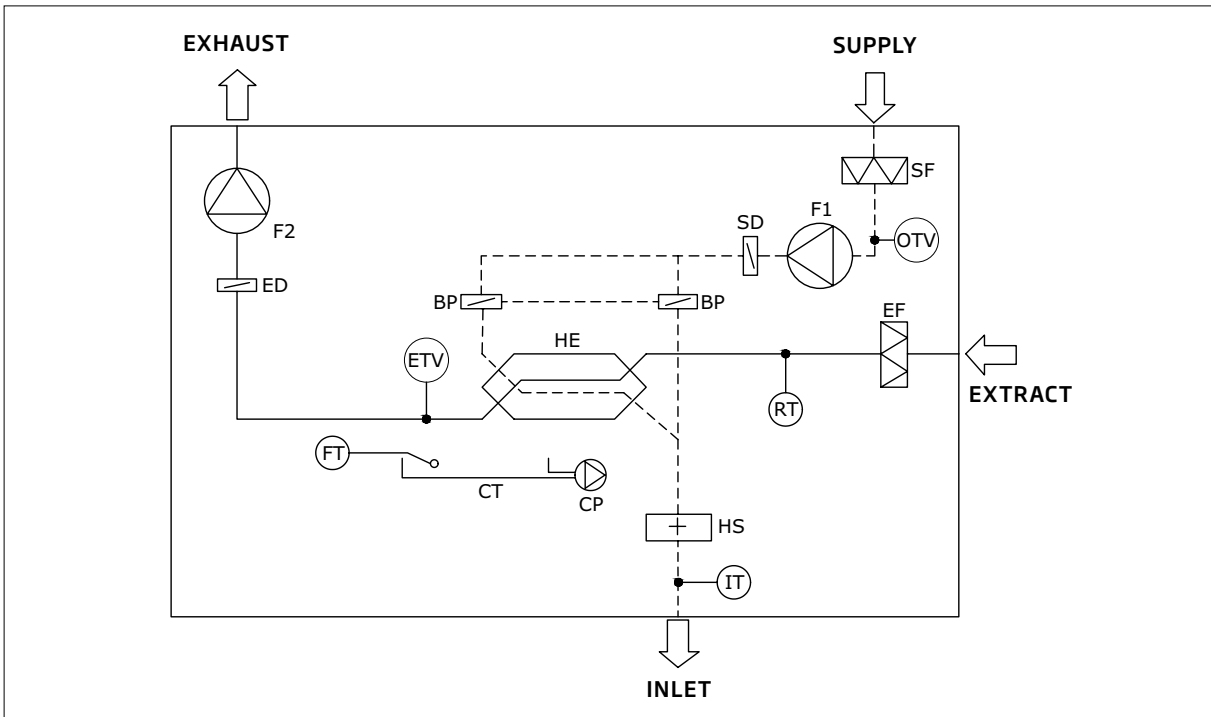 EXHAUST
SUPPLY
SF
F2
SD
F1
OTV
ED
BP
BP
EF
HE
ETV
EXTRACT
RT
FT
CT
CP
HS
IT
INLET